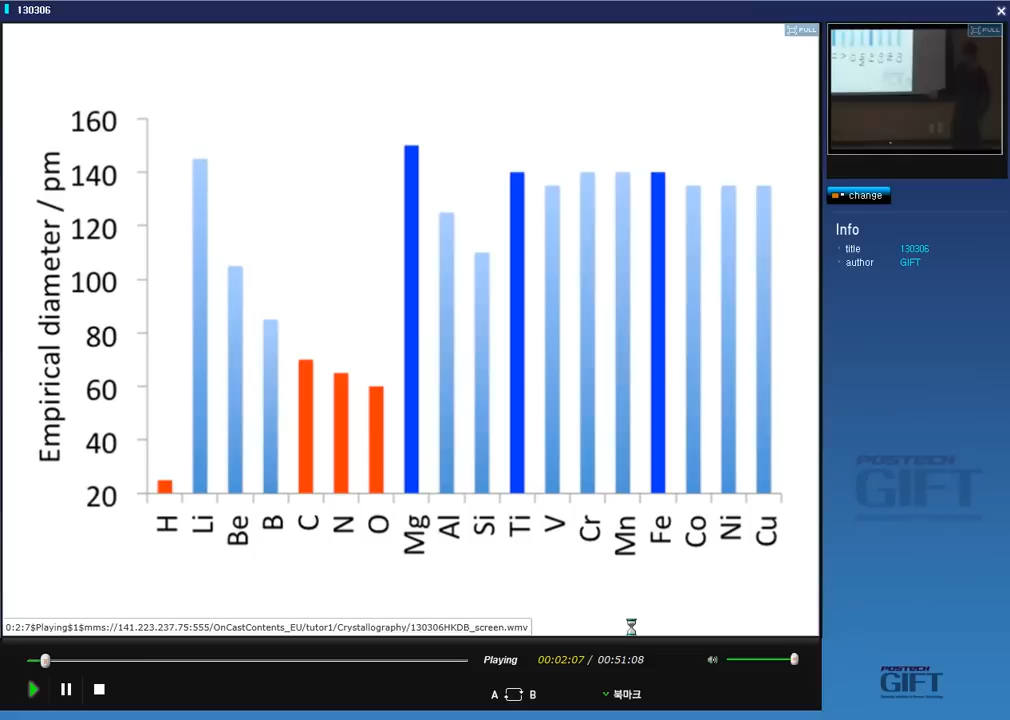 130306
FULL
FULL
Empirical diameter / pm
160
140
120
100
80
60
40
20
H Li Be B C N O Mg Al Si Ti V Cr Mn Fe Co Ni Cu
change
Info
title 130306
author GIFT
POSTECH
GIFT
0:2:7$Playing$1$mms://141.223.237.75:555/OnCastContents_EU/tutor1/Crystallography/130306HKDB_screen.wmv
Playing 00:02:07 / 00:51:08
A B 북마크
POSTECH
GIFT